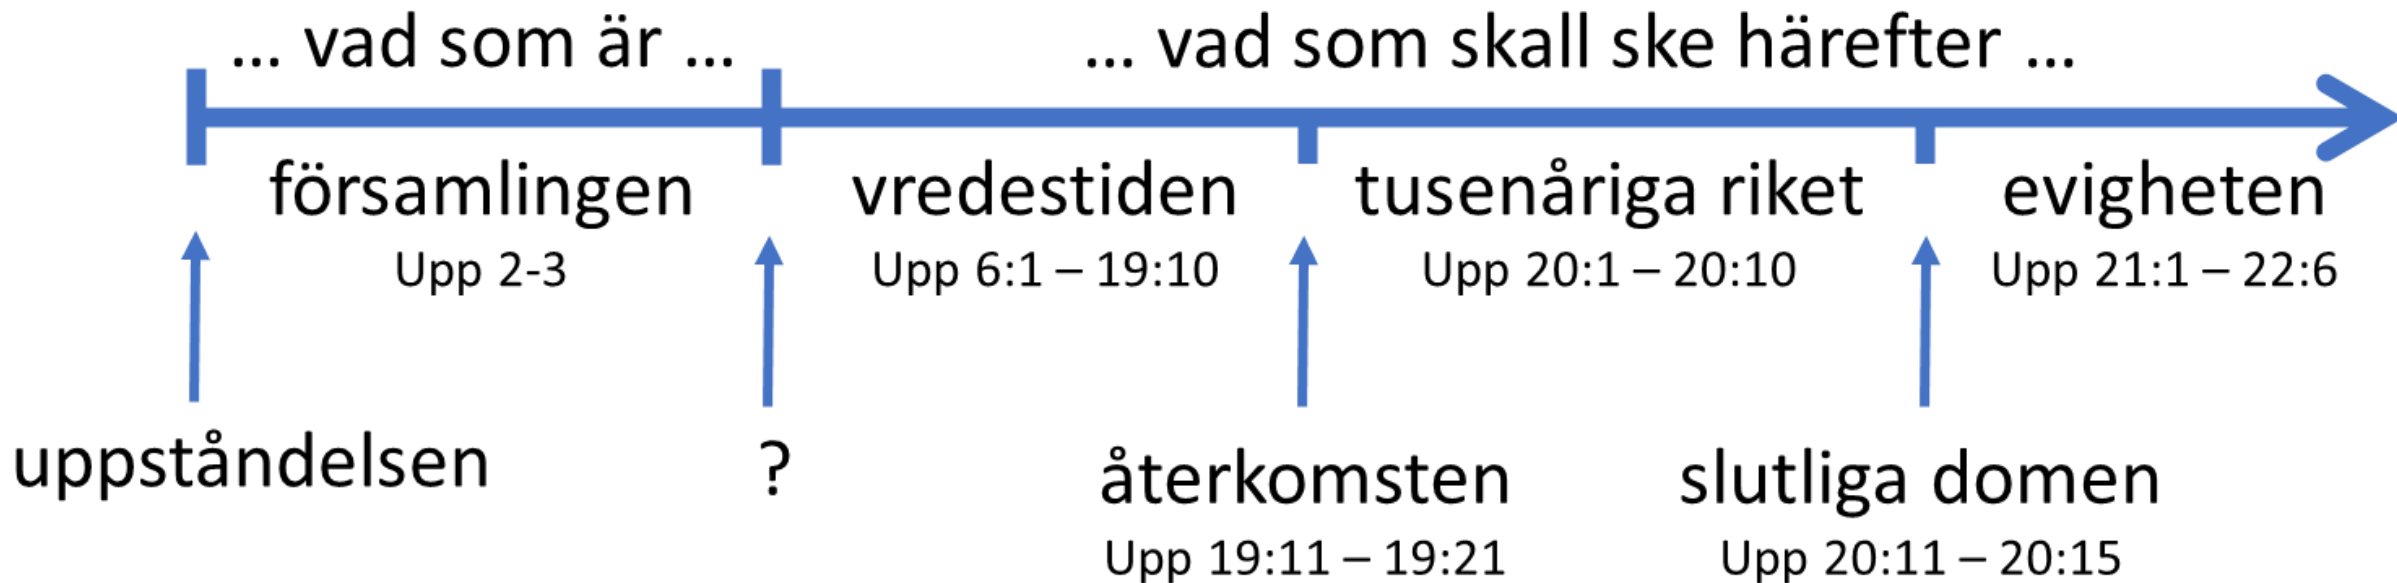 ... vad som är ...
... vad som skall ske härefter ...
församlingen
vredestiden
tusenåriga riket
evigheten
Upp 2-3
Upp 6:1 – 19:10
Upp 20:1 – 20:10
Upp 21:1 – 22:6
uppståndelsen
?
återkomsten
slutliga domen
Upp 19:11 – 19:21
Upp 20:11 – 20:15